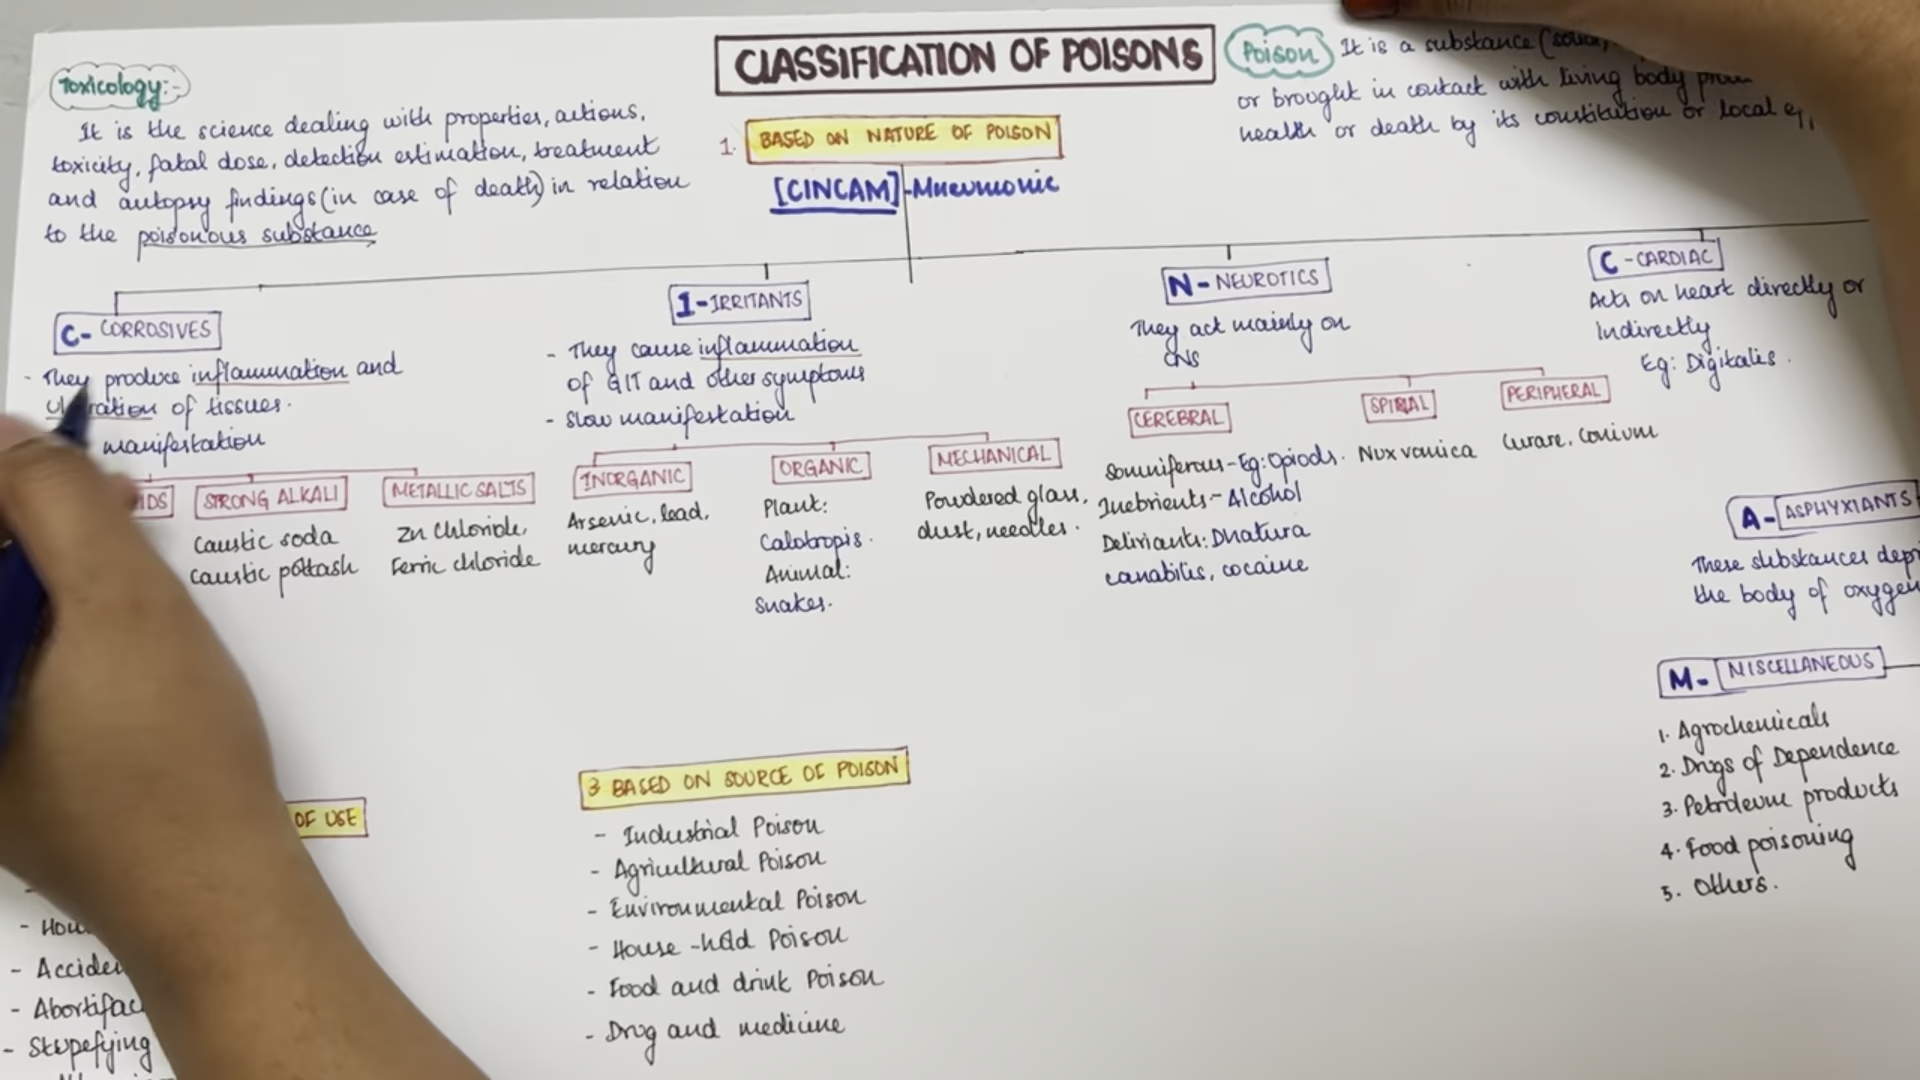 CLASSIFICATION OF POISONS
Toxicology:-
It is the science dealing with properties, actions,
toxicity, fatal dose, detection estimation, treatment
and autopsy findings (in case of death) in relation
to the poisonous substance
Poison It is a substance
or brought in contact with living body
health or death by its constitution or local
1. BASED ON NATURE OF POISON
[CINCAM]-Mneumonic
C- CORROSIVES
- They produce inflammation and
of tissues.
manifestation
STRONG ALKALI
Caustic soda
Caustic pottash
METALLIC SALTS
Zn Chloride,
Ferric chloride
I-IRRITANTS
- They cause inflammation
of GIT and other symptoms
- Slow manifestation
INORGANIC
Arsenic, lead,
mercury
ORGANIC
Plant:
Calotropis.
Animal:
Snakes.
MECHANICAL
Powdered glass,
dust, needles.
N- NEUROTICS
They act mainly on
CNS
CEREBRAL
Somniferous-Eg:Opiods.
Inebrients- Alcohol
Deliriants: Dhatura
canabilis, cocaine
SPINAL
Nux vomica
PERIPHERAL
Curare, Conium
C - CARDIAC
Acts on heart directly or
Indirectly
Eg: Digitalis.
A- ASPHYXIANTS
These substances
the body of oxygen
M- MISCELLANEOUS
1. Agrochemicals
2. Drugs of Dependence
3. Petroleum products
4. Food poisoning
5. Others.
OF USE
- Stupefying
3 BASED ON SOURCE OF POISON
- Industrial Poison
- Agricultural Poison
- Environmental Poison
- House-hold Poison
- Food and drink Poison
- Drug and medicine